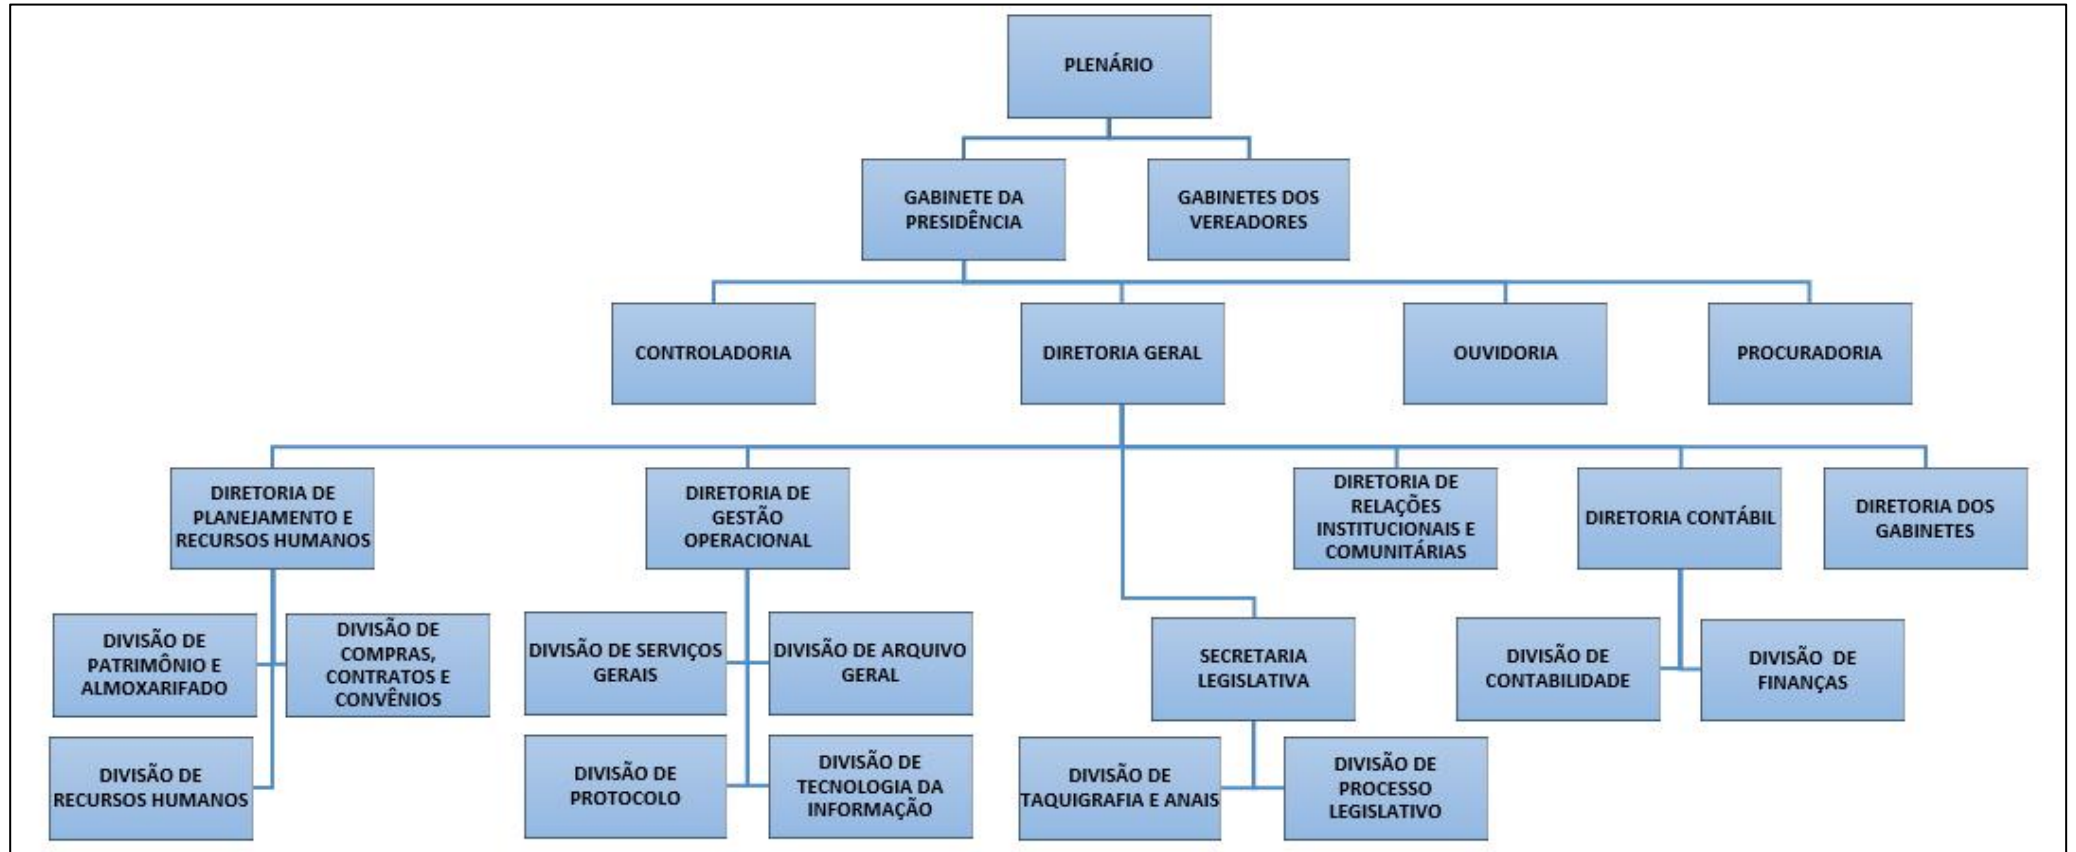 PLENÁRIO
GABINETE DA
PRESIDÊNCIA
GABINETES DOS
VEREADORES
CONTROLADORIA
DIRETORIA GERAL
OUVIDORIA
PROCURADORIA
DIRETORIA DE
PLANEJAMENTO E
RECURSOS HUMANOS
DIRETORIA DE
GESTÃO
OPERACIONAL
DIRETORIA DE
RELAÇÕES
INSTITUCIONAIS E
COMUNITÁRIAS
DIRETORIA CONTÁBIL
DIRETORIA DOS
GABINETES
DIVISÃO DE
PATRIMÔNIO E
ALMOXARIFADO
DIVISÃO DE
COMPRAS,
CONTRATOS E
CONVÊNIOS
DIVISÃO DE SERVIÇOS
GERAIS
DIVISÃO DE ARQUIVO
GERAL
SECRETARIA
LEGISLATIVA
DIVISÃO DE
CONTABILIDADE
DIVISÃO DE
FINANÇAS
DIVISÃO DE
RECURSOS HUMANOS
DIVISÃO DE
PROTOCOLO
DIVISÃO DE
TECNOLOGIA DA
INFORMAÇÃO
DIVISÃO DE
TAQUIGRAFIA E ANAIS
DIVISÃO DE
PROCESSO
LEGISLATIVO